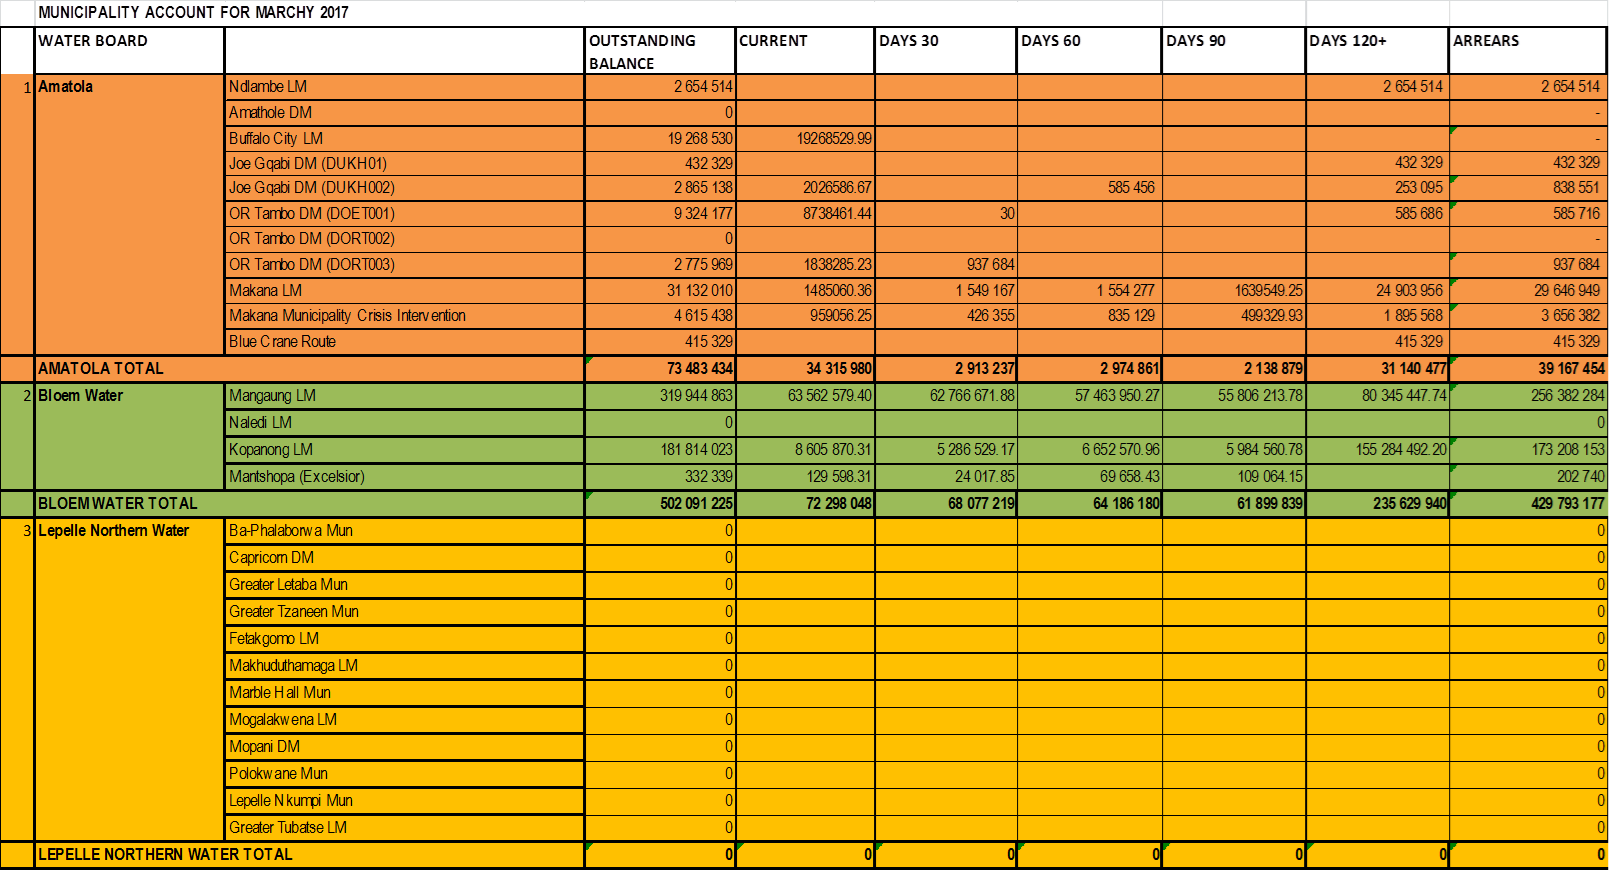 MUNICIPALITY ACCOUNT FOR MARCHY 2017
WATER BOARD OUTSTANDING BALANCE CURRENT DAYS 30 DAYS 60 DAYS 90 DAYS 120+ ARREARS
1 Amatola Ndlambe LM 2 654 514 2 654 514 2 654 514
Amathole DM 0 -
Buffalo City LM 19 268 530 19268529.99 -
Joe Gqabi DM (DUKH01) 432 329 432 329 432 329
Joe Gqabi DM (DUKH002) 2 865 138 2026586.67 585 456 253 095 838 551
OR Tambo DM (DOET001) 9 324 177 8738461.44 30 585 686 585 716
OR Tambo DM (DORT002) 0 -
OR Tambo DM (DORT003) 2 775 969 1838285.23 937 684 937 684
Makana LM 31 132 010 1485060.36 1 549 167 1 554 277 1639549.25 24 903 956 29 646 949
Makana Municipality Crisis Intervention 4 615 438 959056.25 426 355 835 129 499329.93 1 895 568 3 656 382
Blue Crane Route 415 329 415 329 415 329
AMATOLA TOTAL 73 483 434 34 315 980 2 913 237 2 974 861 2 138 879 31 140 477 39 167 454
2 Bloem Water Mangaung LM 319 944 863 63 562 579.40 62 766 671.88 57 463 950.27 55 806 213.78 80 345 447.74 256 382 284
Naledi LM 0 0
Kopanong LM 181 814 023 8 605 870.31 5 286 529.17 6 652 570.96 5 984 560.78 155 284 492.20 173 208 153
Mantshopa (Excelsior) 332 339 129 598.31 24 017.85 69 658.43 109 064.15 202 740
BLOEM WATER TOTAL 502 091 225 72 298 048 68 077 219 64 186 180 61 899 839 235 629 940 429 793 177
3 Lepelle Northern Water Ba-Phalaborwa Mun 0 0
Capricorn DM 0 0
Greater Letaba Mun 0 0
Greater Tzaneen Mun 0 0
Fetakgomo LM 0 0
Makhuduthamaga LM 0 0
Marble Hall Mun 0 0
Mogalakwena LM 0 0
Mopani DM 0 0
Polokwane Mun 0 0
Lepelle Nkumpi Mun 0 0
Greater Tubatse LM 0 0
LEPELLE NORTHERN WATER TOTAL 0 0 0 0 0 0 0